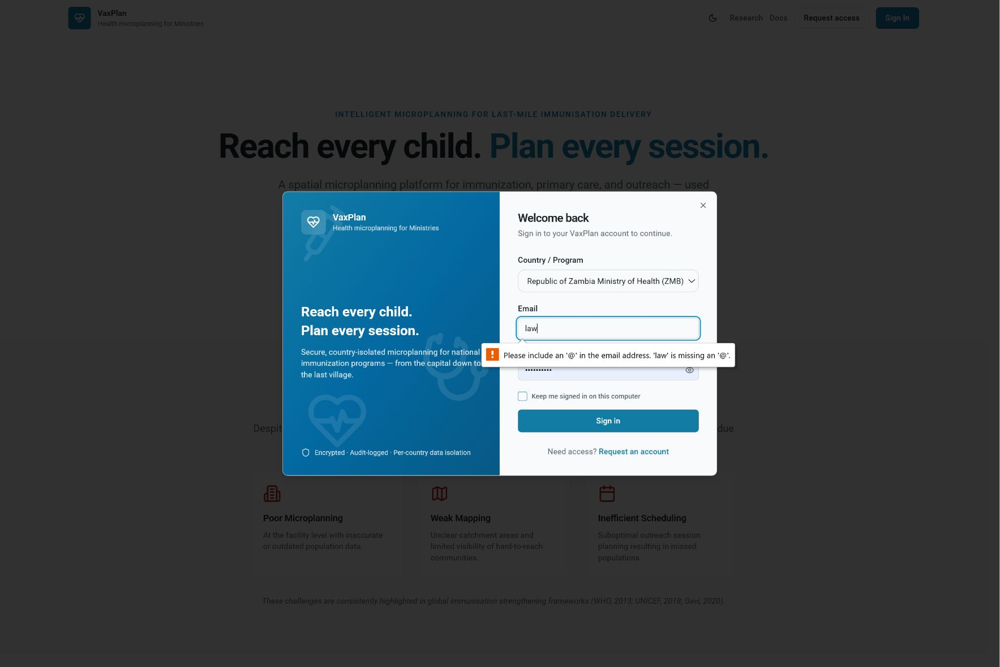 VaxPlan
Health microplanning for Ministries
Research
Docs
Request access
Sign In
INTELLIGENT MICROPLANNING FOR LAST-MILE IMMUNISATION DELIVERY
Reach every child. Plan every session.
A spatial microplanning platform for immunization, primary care, and outreach — used
VaxPlan
Health microplanning for Ministries
Reach every child.
Plan every session.
Secure, country-isolated microplanning for national
immunization programs — from the capital down to
the last village.
Encrypted · Audit-logged · Per-country data isolation
Welcome back
Sign in to your VaxPlan account to continue.
Country / Program
Republic of Zambia Ministry of Health (ZMB)
Email
law
Please include an '@' in the email address. 'law' is missing an '@'.
••••••••••
Keep me signed in on this computer
Sign in
Need access? Request an account
Despit
due
Poor Microplanning
At the facility level with inaccurate
or outdated population data.
Weak Mapping
Unclear catchment areas and
limited visibility of hard-to-reach
communities.
Inefficient Scheduling
Suboptimal outreach session
planning resulting in missed
populations.
These challenges are consistently highlighted in global immunisation strengthening frameworks (WHO, 2013; UNICEF, 2018; Gavi, 2020).